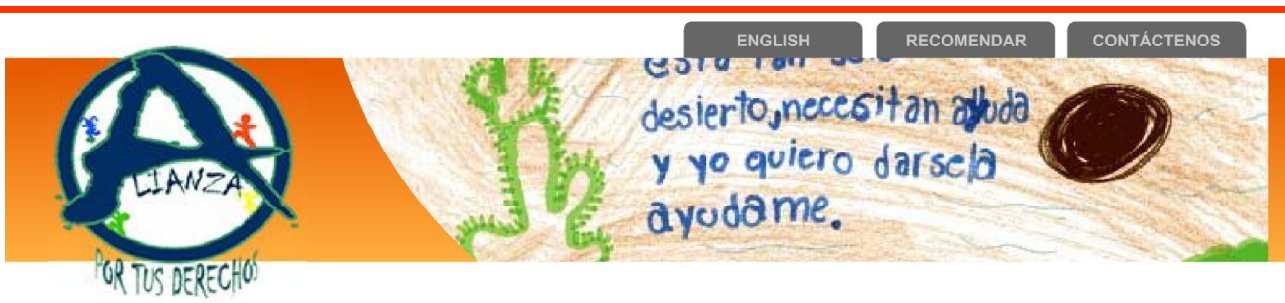 ENGLISH
RECOMENDAR
CONTÁCTENOS
desierto, necesitan ayuda
y yo quiero darsela
ayudame.
A
LIANZA
POR TUS DERECHOS